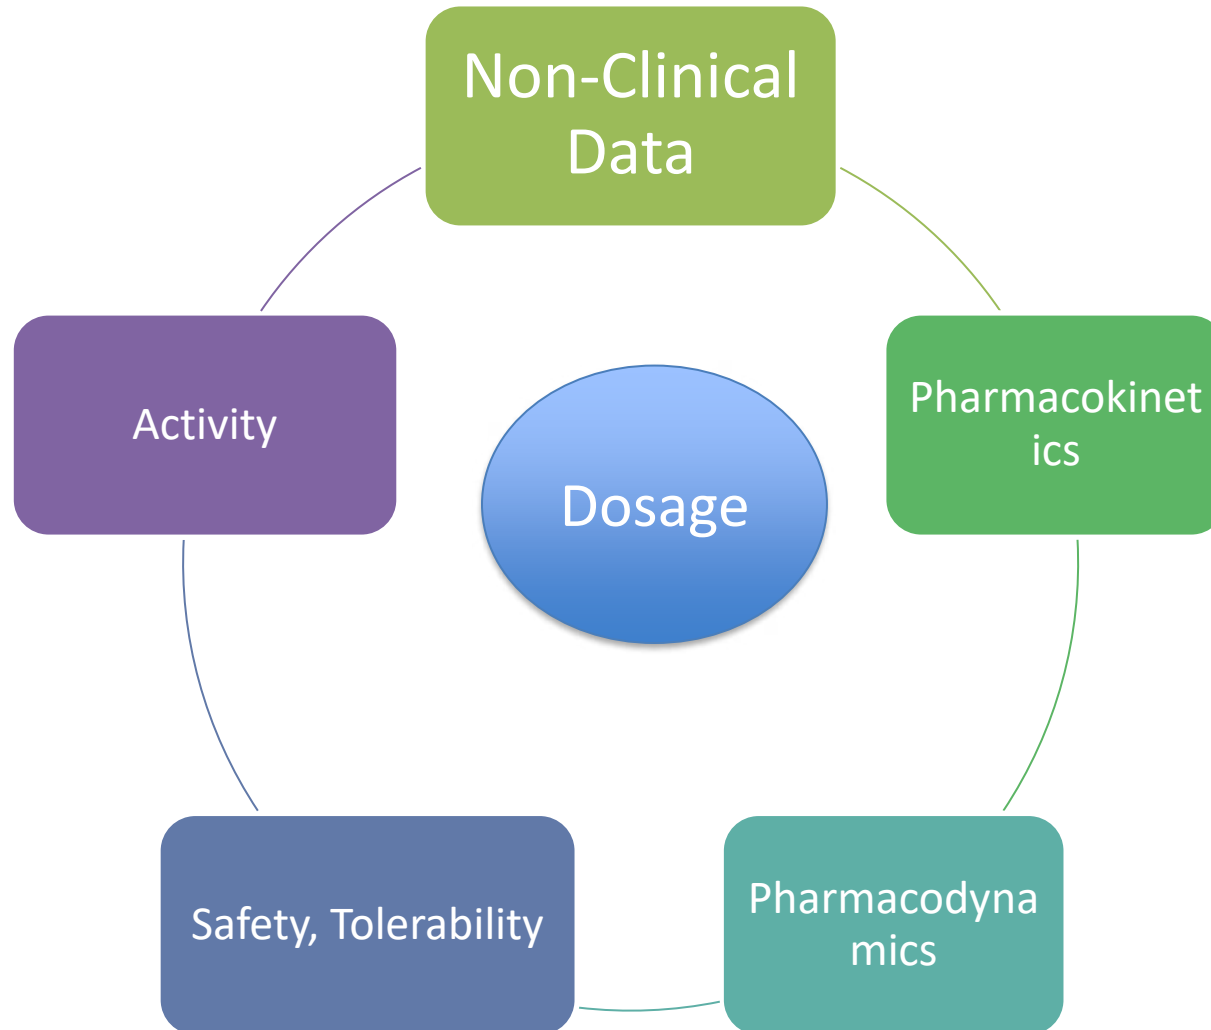 Non-Clinical
Data
Activity
Pharmacokinet
ics
Dosage
Safety, Tolerability
Pharmacodyna
mics